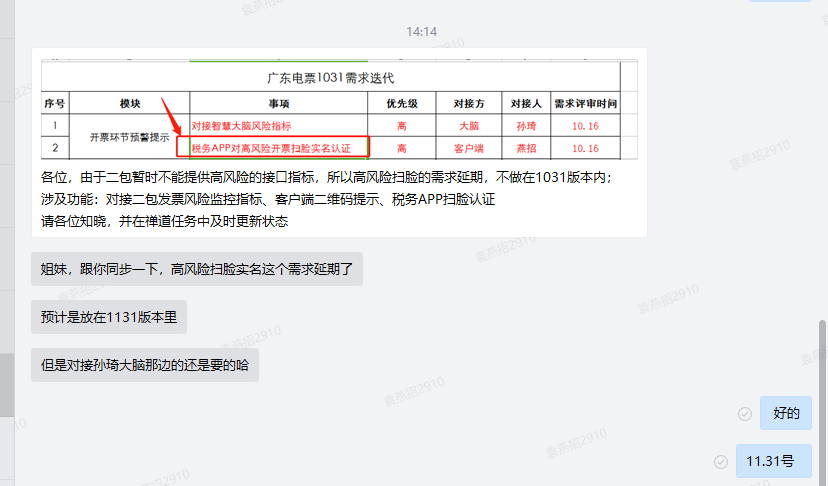 14:14
广东电票1031需求迭代
序号 模块 事项 优先级 对接方 对接人 需求评审时间
1 开票环节预警提示 对接智慧大脑风险指标 高 大脑 孙琦 10.16
2 税务APP对高风险开票扫脸实名认证 高 客户端 燕招 10.16
各位，由于二包暂时不能提供高风险的接口指标，所以高风险扫脸的需求延期，不做在1031版本内；
涉及功能：对接二包发票风险监控指标、客户端二维码提示、税务APP扫脸认证
请各位知晓，并在禅道任务中及时更新状态
姐妹，跟你同步一下，高风险扫脸实名这个需求延期了
预计是放在1131版本里
但是对接孙琦大脑那边的还是要的哈
好的
11.31号
袁燕招2910